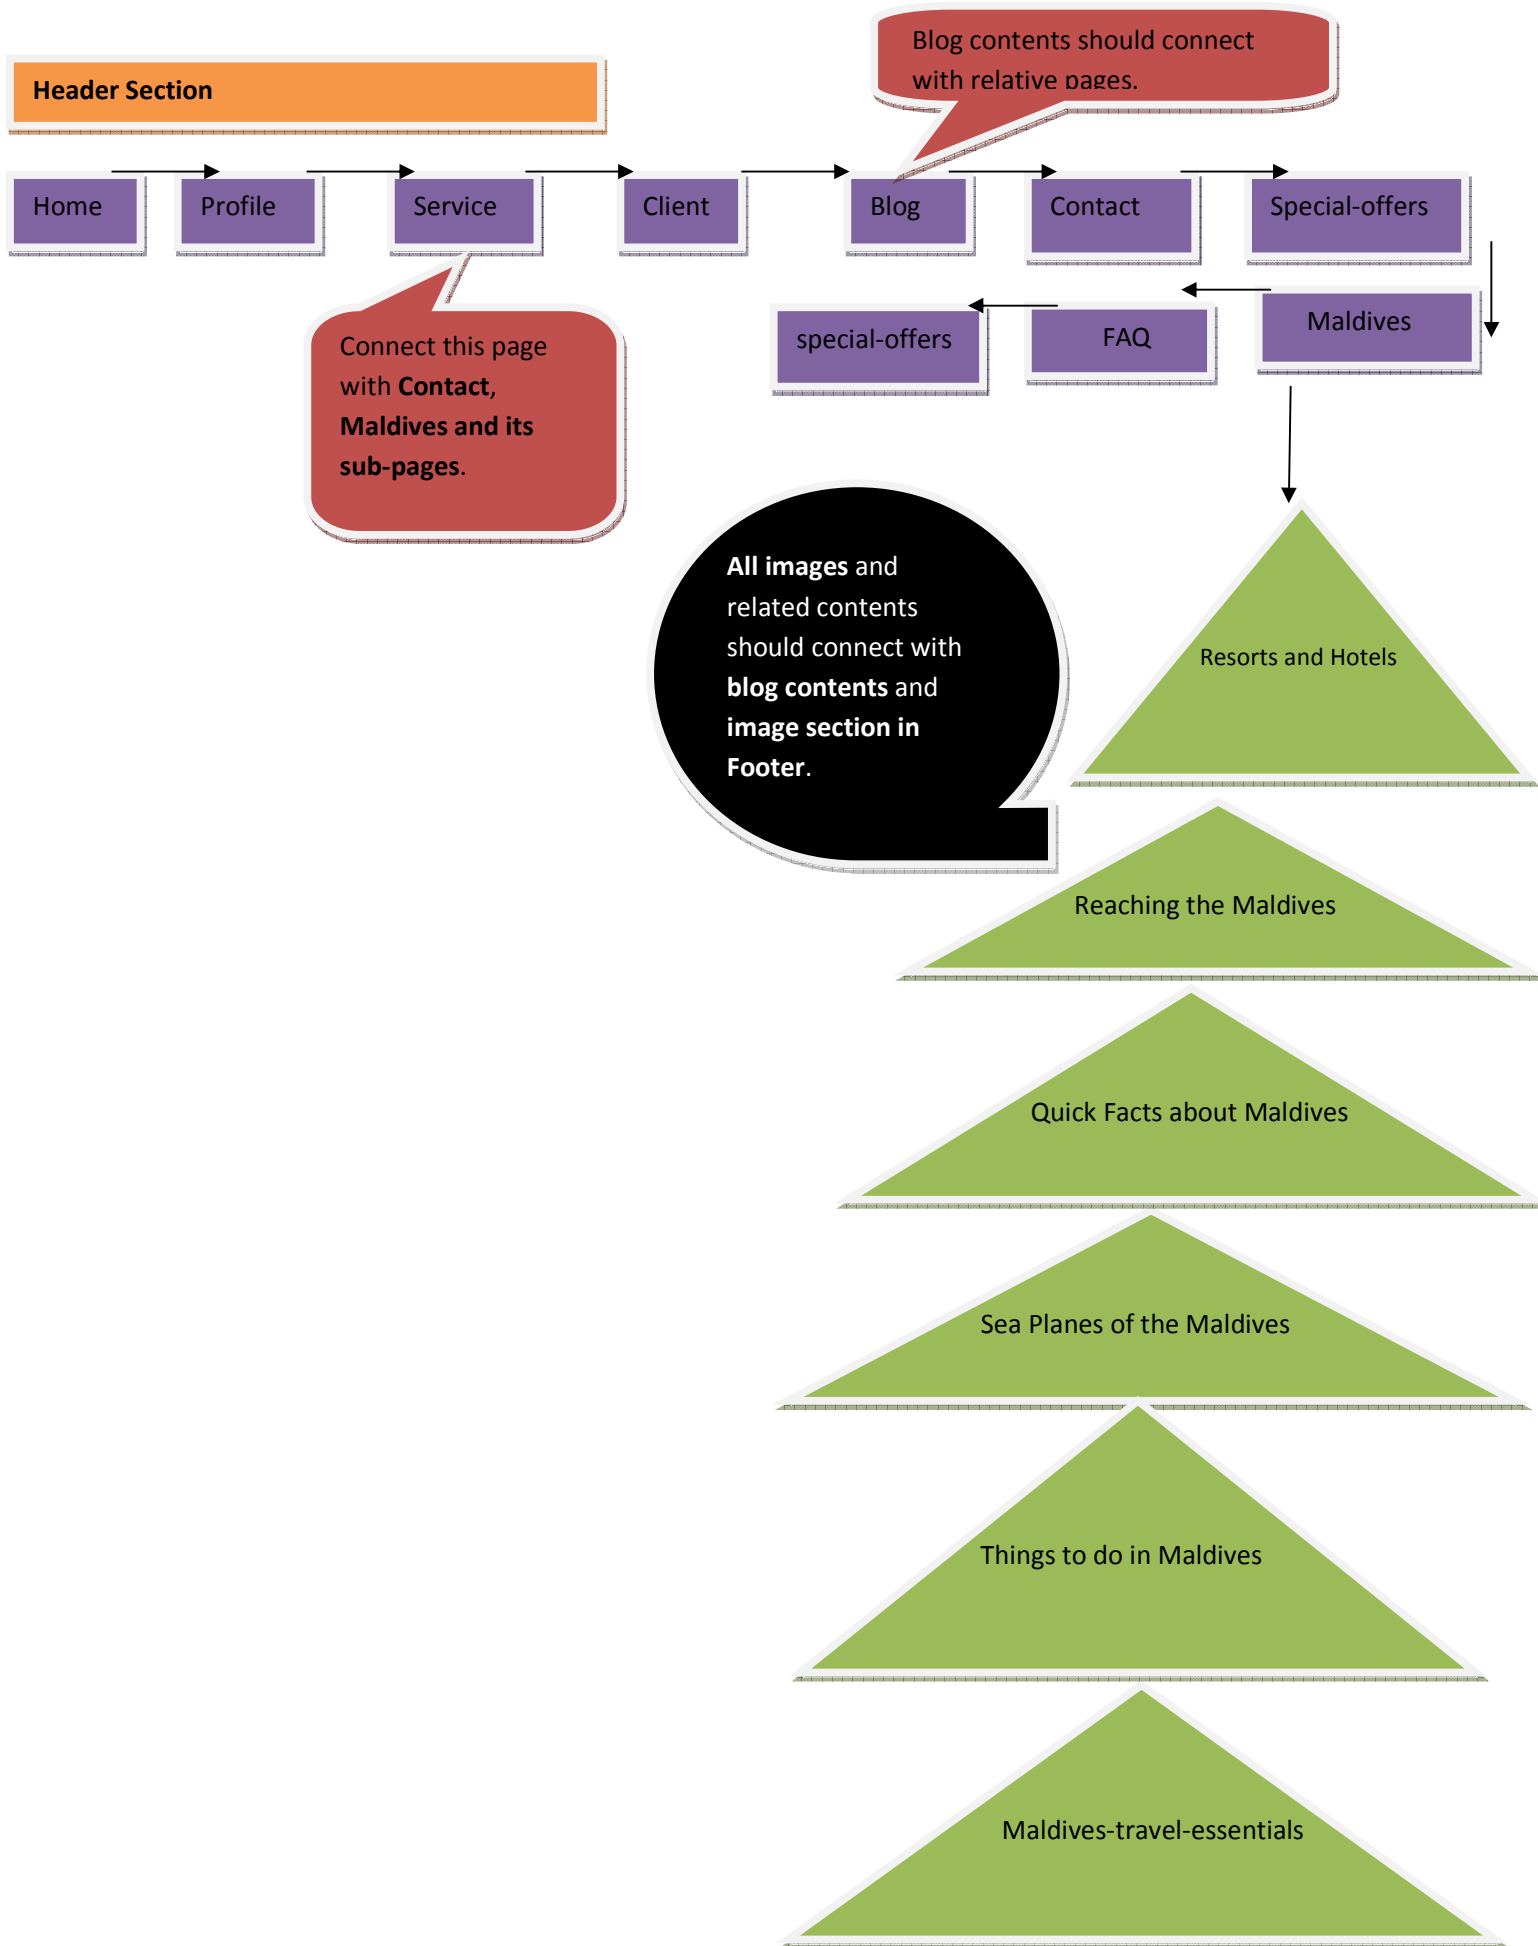 Blog contents should connect
with relative pages.
Header Section
Home
Profile
Service
Client
Blog
Contact
Special-offers
special-offers
FAQ
Maldives
Connect this page
with Contact,
Maldives and its
sub-pages.
All images and
related contents
should connect with
blog contents and
image section in
Footer.
Resorts and Hotels
Reaching the Maldives
Quick Facts about Maldives
Sea Planes of the Maldives
Things to do in Maldives
Maldives-travel-essentials